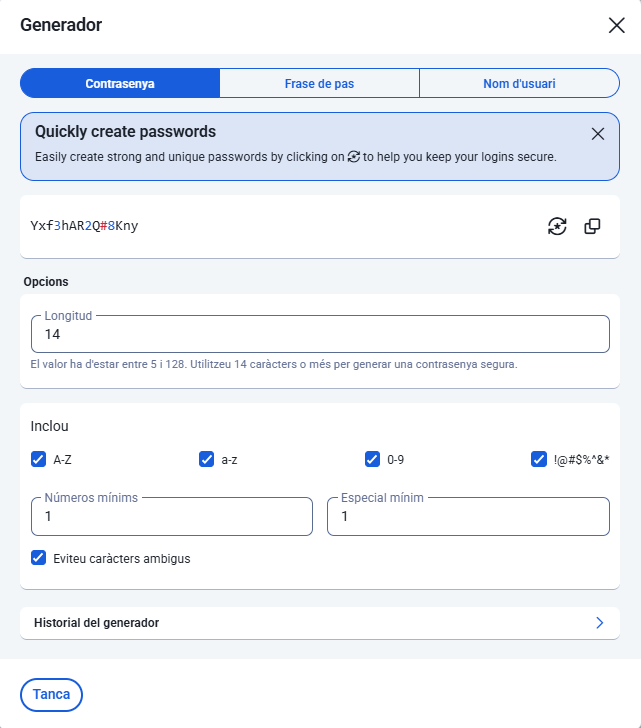 Generador
Contrasenya Frase de pas Nom d'usuari
Quickly create passwords
Easily create strong and unique passwords by clicking on to help you keep your logins secure.
Yxf3hAR2Q#8Kny
Opcions
Longitud
14
El valor ha d'estar entre 5 i 128. Utilitzeu 14 caràcters o més per generar una contrasenya segura.
Inclou
A-Z a-z 0-9 !@#$%^&*
Números mínims Especial mínim
1 1
Eviteu caràcters ambigus
Historial del generador
Tanca